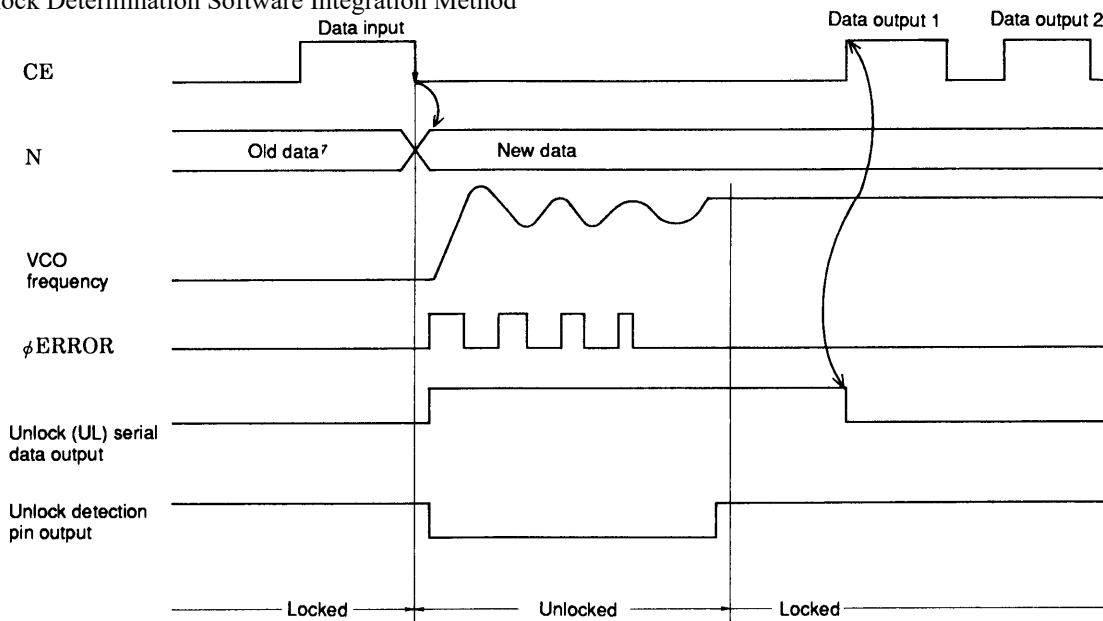 lock Determination Software Integration Method
Data input
Data output 1
Data output 2
CE
N
Old data7
New data
VCO
frequency
ϕERROR
Unlock (UL) serial
data output
Unlock detection
pin output
Locked
Unlocked
Locked